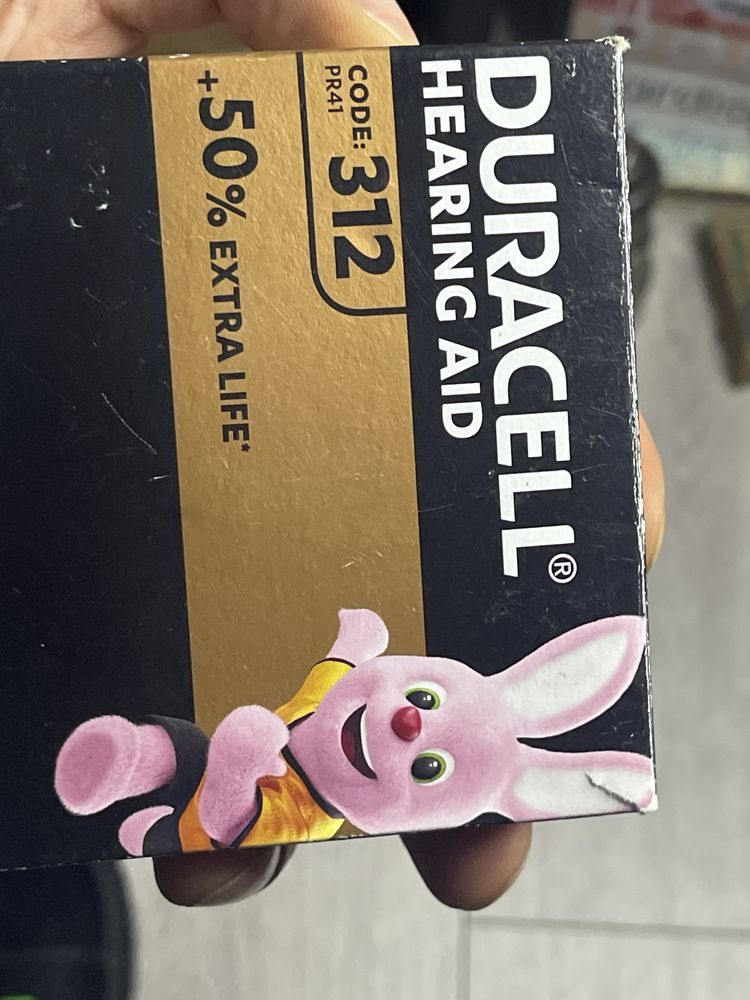 DURACELL®
HEARING AID
CODE: 312
PR41
+50% EXTRA LIFE*